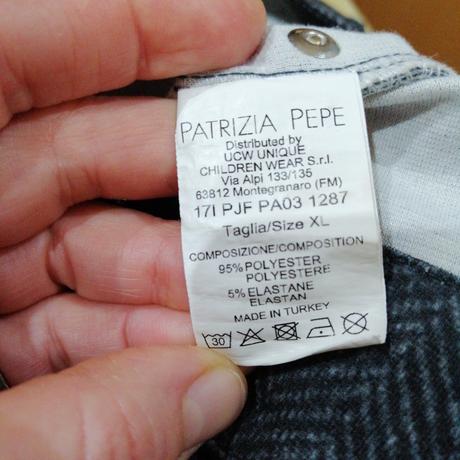 PATRIZIA PEPE
Distributed by
UCW UNIQUE
CHILDREN WEAR S.r.l.
Via Alpi 133/135
63812 Montegranaro (FM)
17I PJF PA03 1287
Taglia/Size XL
COMPOSIZIONE/COMPOSITION
95% POLYESTER
POLYESTERE
5% ELASTANE
ELASTAN
MADE IN TURKEY
30